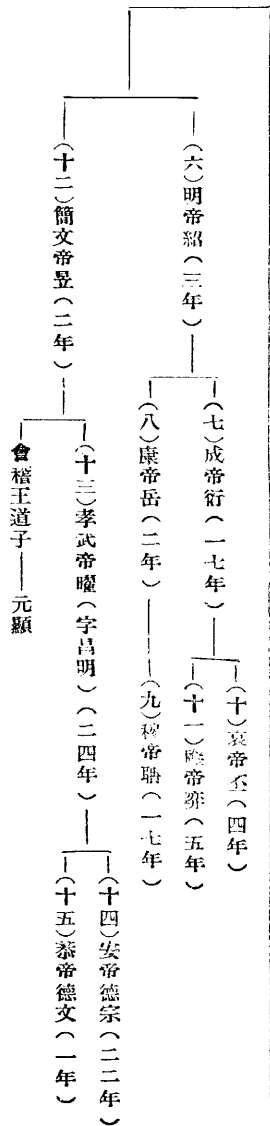 (六)明帝紹(三年)
(七)成帝衍(一七年)
(十)哀帝丕(四年)
(十一)帝弈(五年)
(八)康帝岳(二年)
(九)穆帝聃(一七年)
(十二)簡文帝昱(二年)
(十三)孝武帝曜(字昌明)(二四年)
(十四)安帝德宗(二二年)
(十五)恭帝德文(一年)
會稽王道子——元顯